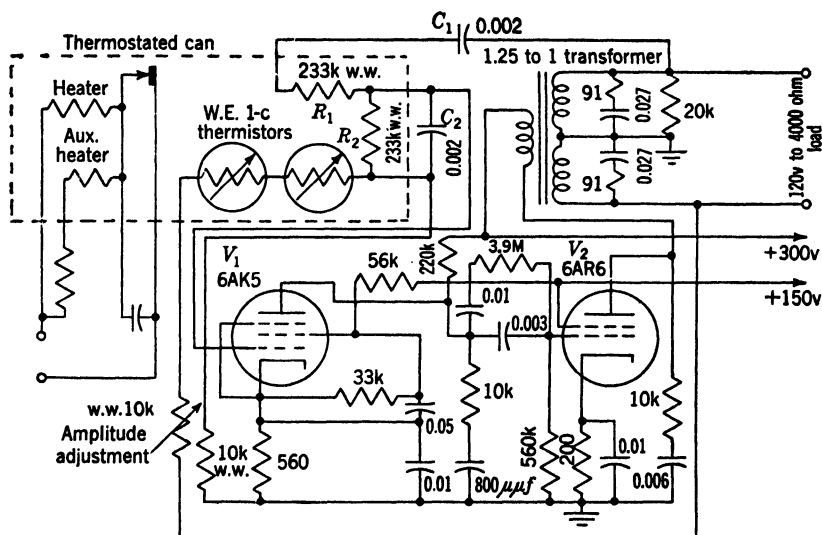 C₁ 0.002
Thermostated can
1.25 to 1 transformer
233k w.w.
Heater
R₁
W.E. 1-c
thermistors
R₂
233k w.w.
C₂
0.002
91
0.027
20k
Aux.
heater
91
0.027
120v to 4000 ohm
load
V₁
6AK5
56k
220k
3.9M
V₂
6AR6
+300v
+150v
0.01
0.003
33k
10k
10k
w.w.10k
Amplitude
adjustment
0.05
10k
w.w.
560
0.01
800 μμf
560k
200
0.01
0.006